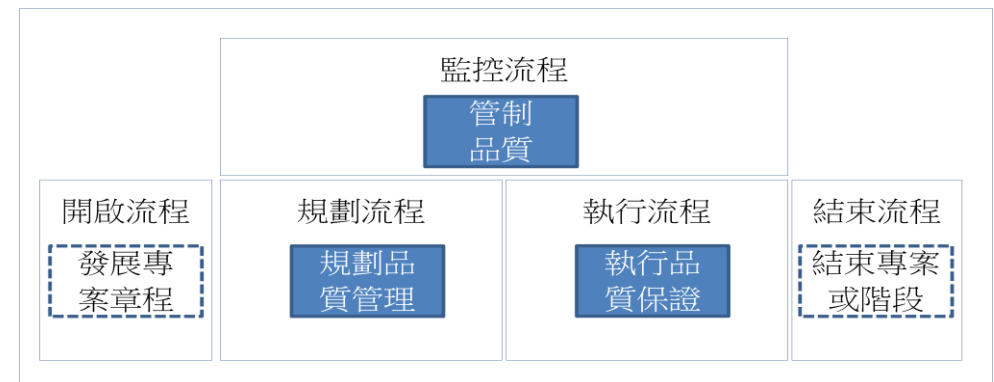 監控流程
管制
品質
開啟流程
規劃流程
執行流程
結束流程
發展專
案章程
規劃品
質管理
執行品
質保證
結束專案
或階段